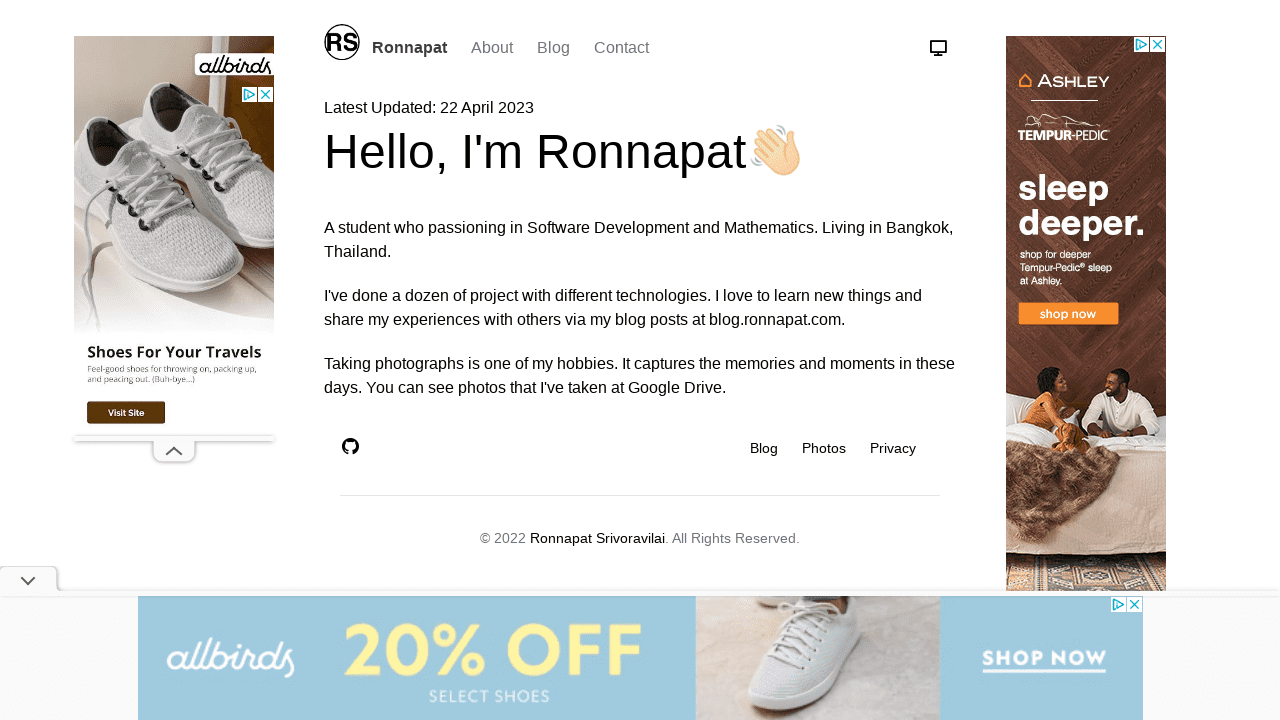 RS
Ronnapat
About
Blog
Contact
Latest Updated: 22 April 2023
Hello, I'm Ronnapat👋🏻
A student who passioning in Software Development and Mathematics. Living in Bangkok,
Thailand.
I've done a dozen of project with different technologies. I love to learn new things and
share my experiences with others via my blog posts at blog.ronnapat.com.
Taking photographs is one of my hobbies. It captures the memories and moments in these
days. You can see photos that I've taken at Google Drive.
Blog
Photos
Privacy
© 2022 Ronnapat Srivoravilai. All Rights Reserved.
allbirds
Shoes For Your Travels
Feel-good shoes for throwing on, packing up,
and peacing out. (Buh-bye...)
Visit Site
ASHLEY
TEMPUR-PEDIC
sleep
deeper.
shop for deeper
Tempur-Pedic® sleep
at Ashley.
shop now
allbirds
20% OFF
SELECT SHOES
SHOP NOW